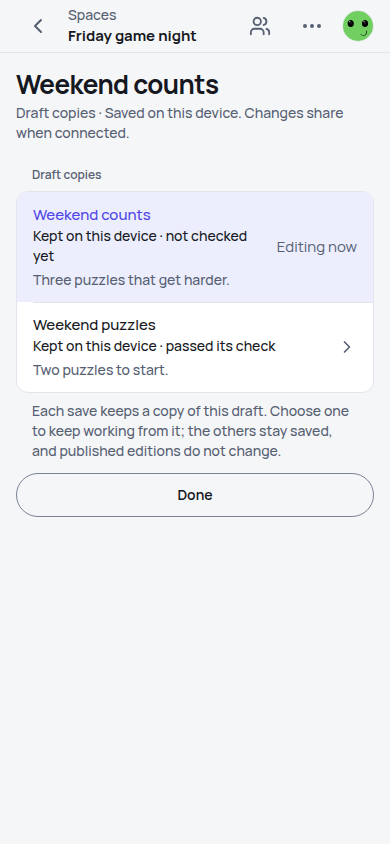 Spaces
Friday game night
Weekend counts
Draft copies · Saved on this device. Changes share
when connected.
Draft copies
Weekend counts
Kept on this device · not checked
yet
Editing now
Three puzzles that get harder.
Weekend puzzles
Kept on this device · passed its check
Two puzzles to start.
Each save keeps a copy of this draft. Choose one
to keep working from it; the others stay saved,
and published editions do not change.
Done